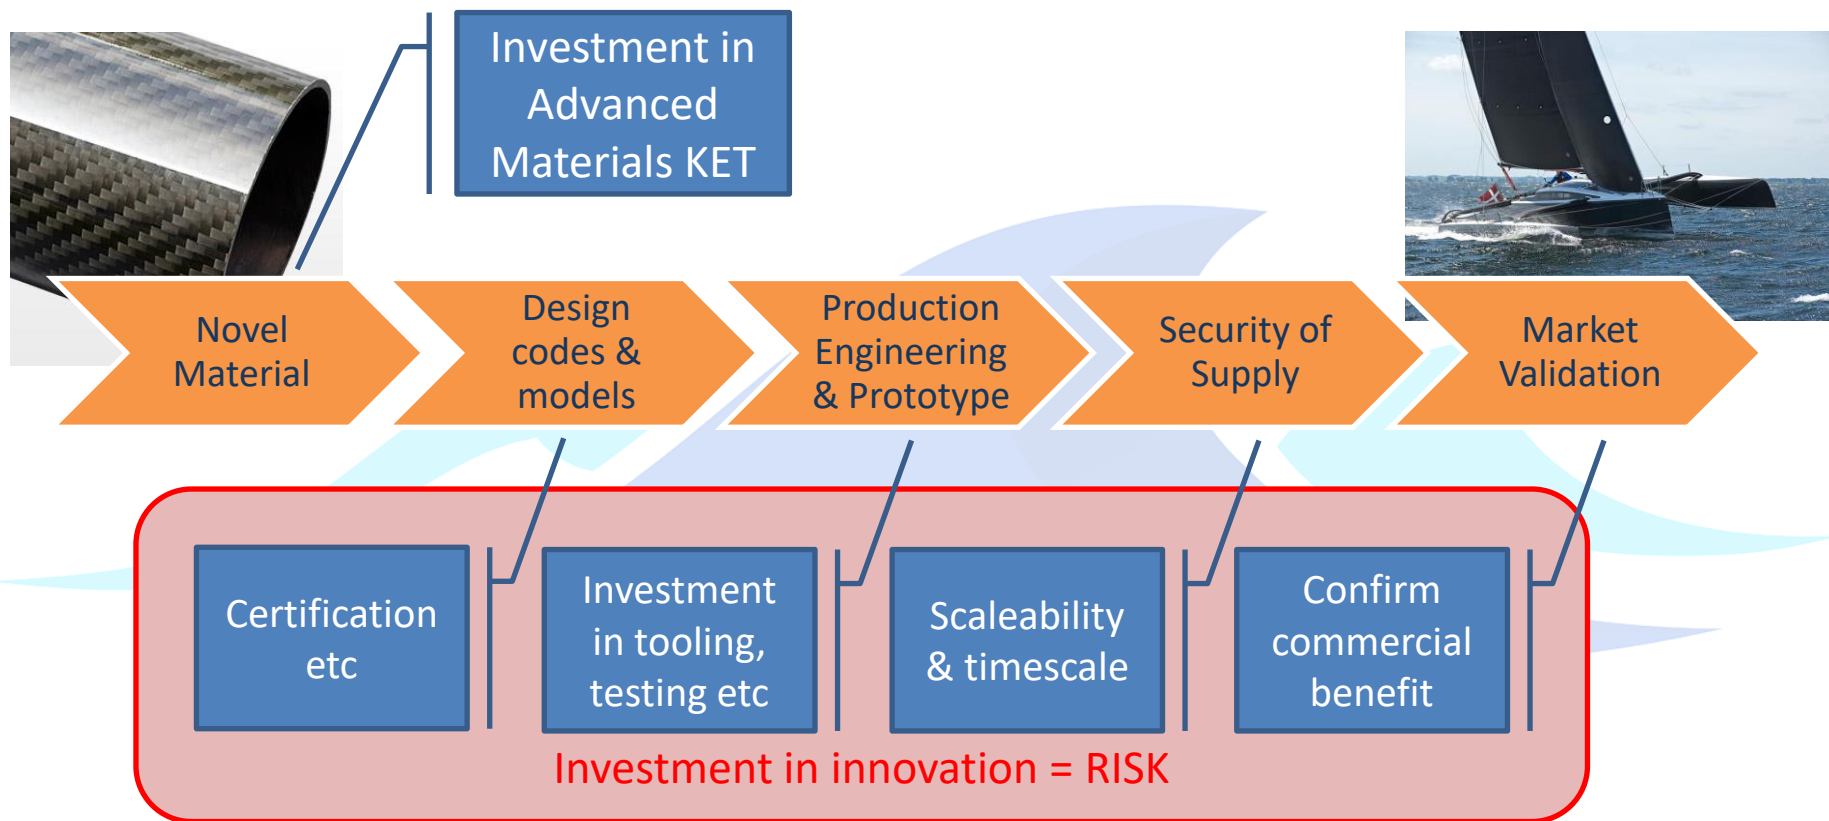 Investment in
Advanced
Materials KET
Novel
Material
Design
codes &
models
Production
Engineering
& Prototype
Security of
Supply
Market
Validation
Certification
etc
Investment
in tooling,
testing etc
Scaleability
& timescale
Confirm
commercial
benefit
Investment in innovation = RISK